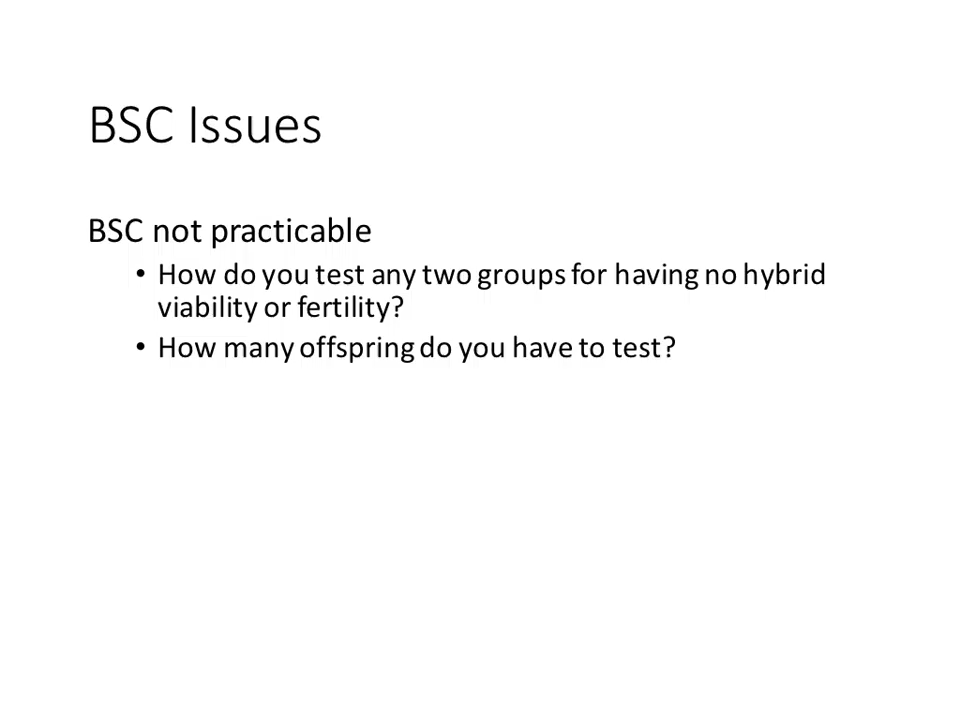 BSC Issues
BSC not practicable
• How do you test any two groups for having no hybrid
viability or fertility?
• How many offspring do you have to test?